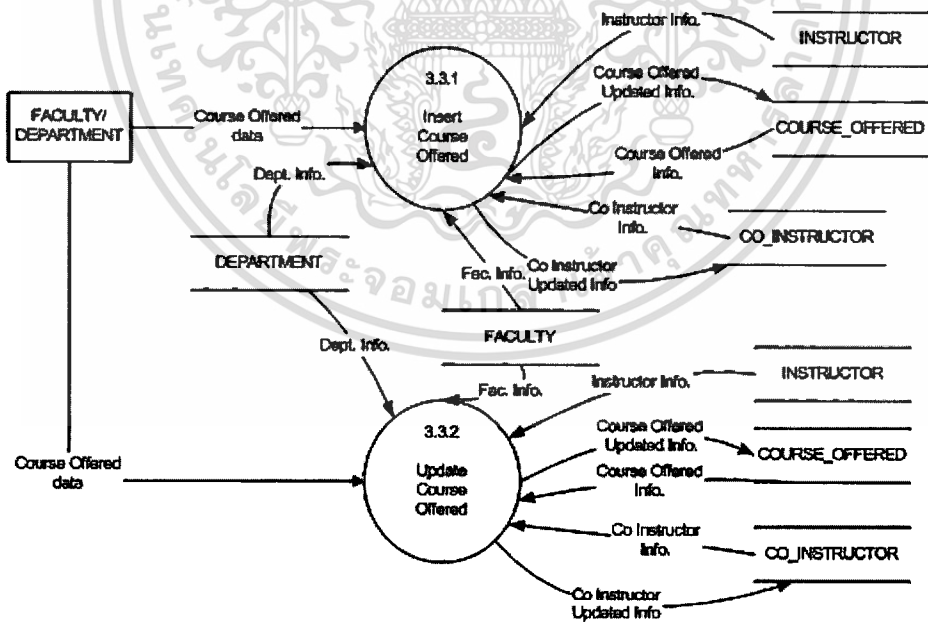 Instructor Info.
INSTRUCTOR
3.3.1
Insert
Course
Offered
Course Offered
Updated Info.
FACULTY/
DEPARTMENT
Course Offered
data
COURSE_OFFERED
Course Offered
Info.
Dept. Info.
Co Instructor
Info.
CO_INSTRUCTOR
DEPARTMENT
Fac. Info.
Co Instructor
Updated Info
FACULTY
Dept. Info.
Fac. Info.
Instructor Info.
INSTRUCTOR
3.3.2
Update
Course
Offered
Course Offered
Updated Info.
COURSE_OFFERED
Course Offered
data
Course Offered
Info.
Co Instructor
Info.
CO_INSTRUCTOR
Co Instructor
Updated Info